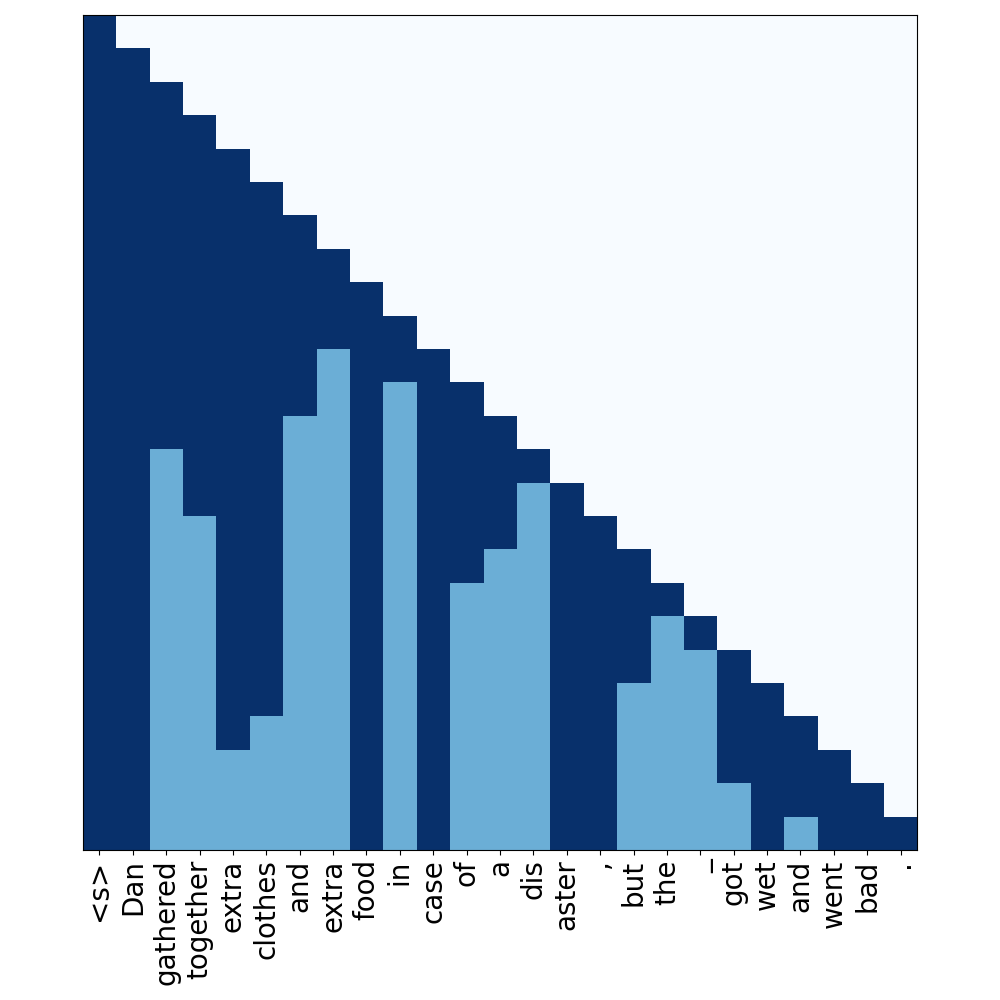 <s> Dan gathered together extra clothes and extra food in case of a dis aster , but the _ got wet and went bad .